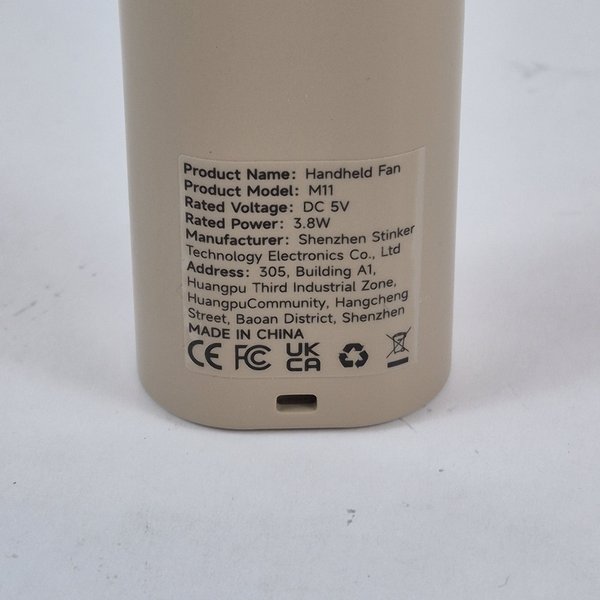 Product Name: Handheld Fan
Product Model: M11
Rated Voltage: DC 5V
Rated Power: 3.8W
Manufacturer: Shenzhen Stinker
Technology Electronics Co., Ltd
Address: 305, Building A1,
Huangpu Third Industrial Zone,
HuangpuCommunity, Hangcheng
Street, Baoan District, Shenzhen
MADE IN CHINA
CE FC UK
CA